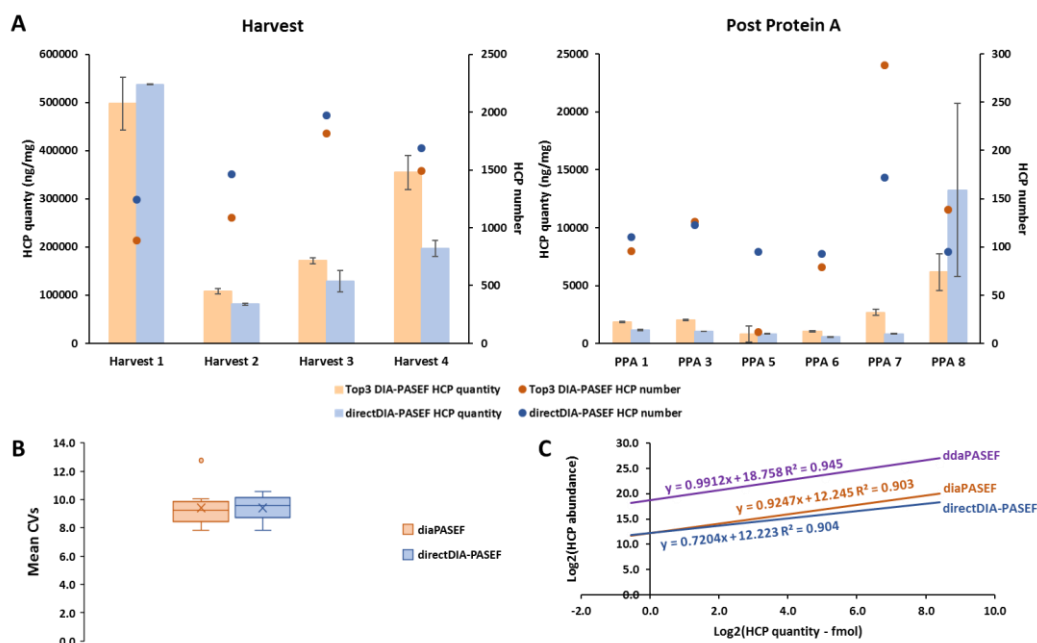 A
Harvest
Post Protein A
600000
500000
400000
300000
200000
100000
0
HCP quanty (ng/mg)
2500
2000
1500
1000
500
0
HCP number
Harvest 1
Harvest 2
Harvest 3
Harvest 4
25000
20000
15000
10000
5000
0
HCP quanty (ng/mg)
300
250
200
150
100
50
0
HCP number
PPA 1
PPA 3
PPA 5
PPA 6
PPA 7
PPA 8
Top3 DIA-PASEF HCP quantity
Top3 DIA-PASEF HCP number
directDIA-PASEF HCP quantity
directDIA-PASEF HCP number
B
14.0
12.0
10.0
8.0
6.0
4.0
2.0
0.0
Mean CVs
diaPASEF
directDIA-PASEF
C
30.0
25.0
20.0
15.0
10.0
5.0
0.0
Log2(HCP abundance)
ddaPASEF
y = 0.9912x + 18.758 R² = 0.945
diaPASEF
y = 0.9247x + 12.245 R² = 0.903
directDIA-PASEF
y = 0.7204x + 12.223 R² = 0.904
-2.0
0.0
2.0
4.0
6.0
8.0
10.0
Log2(HCP quantity - fmol)